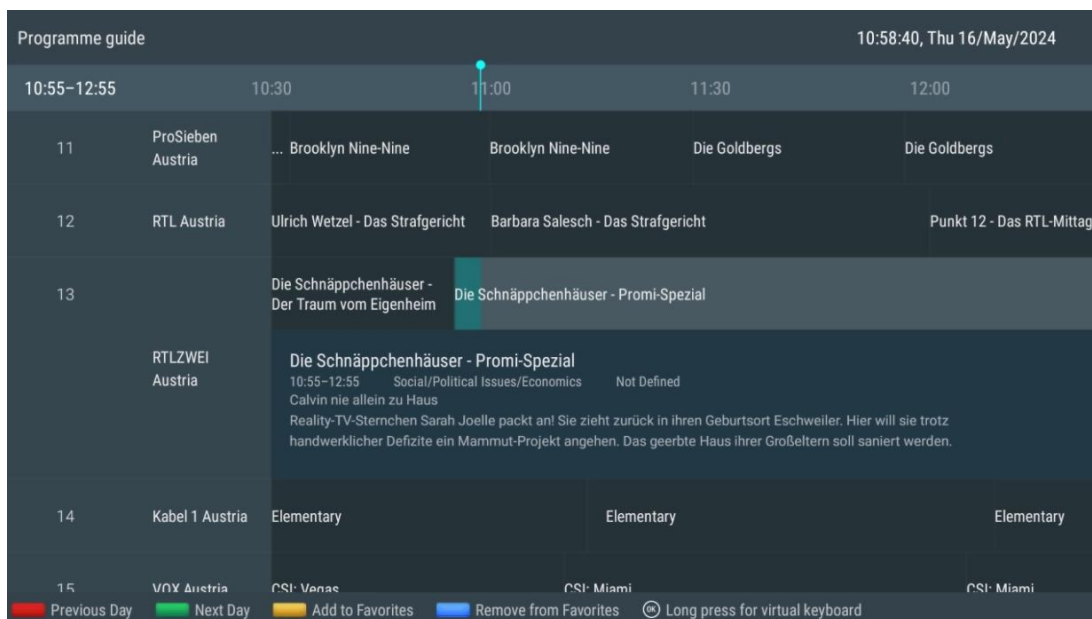 Programme guide
10:58:40, Thu 16/May/2024
10:55–12:55
10:30
11:00
11:30
12:00
11
ProSieben
Austria
... Brooklyn Nine-Nine
Brooklyn Nine-Nine
Die Goldbergs
Die Goldbergs
12
RTL Austria
Ulrich Wetzel - Das Strafgericht
Barbara Salesch - Das Strafgericht
Punkt 12 - Das RTL-Mittag
13
Die Schnäppchenhäuser -
Der Traum vom Eigenheim
Die Schnäppchenhäuser - Promi-Spezial
RTLZWEI
Austria
Die Schnäppchenhäuser - Promi-Spezial
10:55–12:55 Social/Political Issues/Economics Not Defined
Calvin nie allein zu Haus
Reality-TV-Sternchen Sarah Joelle packt an! Sie zieht zurück in ihren Geburtsort Eschweiler. Hier will sie trotz
handwerklicher Defizite ein Mammut-Projekt angehen. Das geerbte Haus ihrer Großeltern soll saniert werden.
14
Kabel 1 Austria
Elementary
Elementary
Elementary
15
VOX Austria
CSI: Vegas
CSI: Miami
CSI: Miami
Previous Day
Next Day
Add to Favorites
Remove from Favorites
OK Long press for virtual keyboard